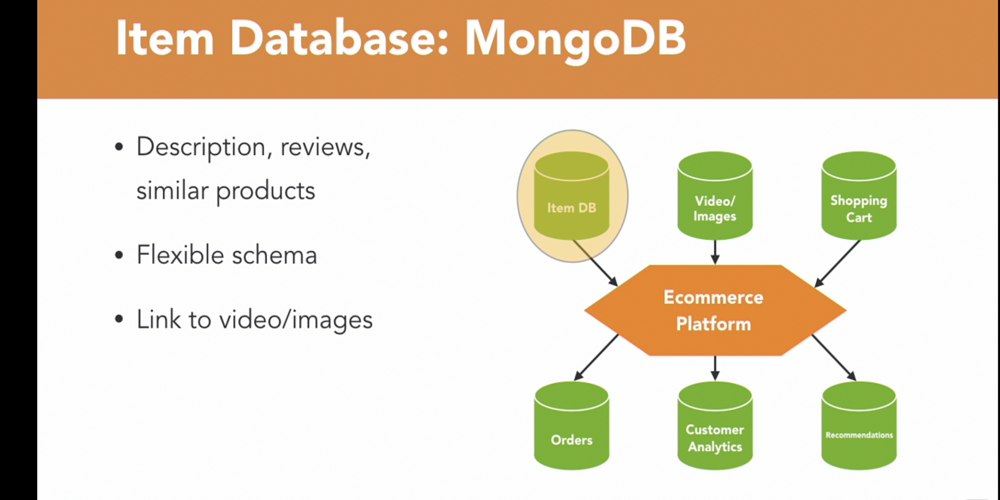 Item Database: MongoDB
• Description, reviews,
similar products
• Flexible schema
• Link to video/images
Item DB
Video/
Images
Shopping
Cart
Ecommerce
Platform
Orders
Customer
Analytics
Recommendations